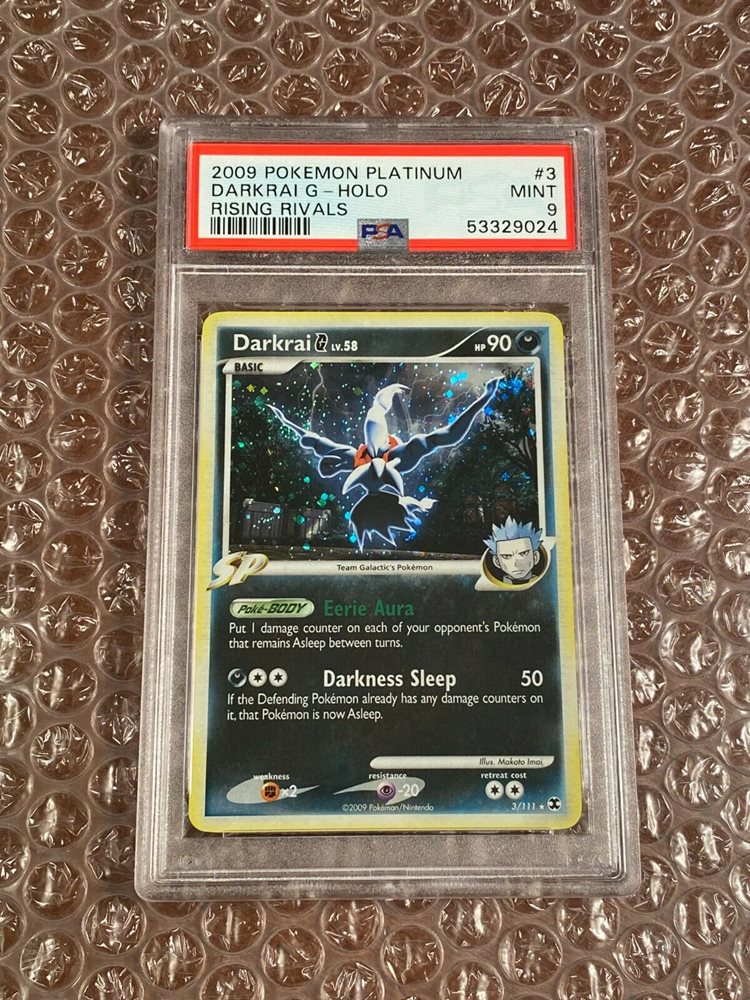 2009 POKEMON PLATINUM #3
DARKRAI G – HOLO MINT
RISING RIVALS 9
PSA 53329024
Darkrai G LV.58 HP 90
BASIC
SP
Team Galactic's Pokémon
Poké-BODY Eerie Aura
Put 1 damage counter on each of your opponent's Pokémon
that remains Asleep between turns.
Darkness Sleep 50
If the Defending Pokémon already has any damage counters on
it, that Pokémon is now Asleep.
Illus. Makoto Imai
weakness resistance retreat cost
×2 -20
©2009 Pokémon/Nintendo 3/111 ★